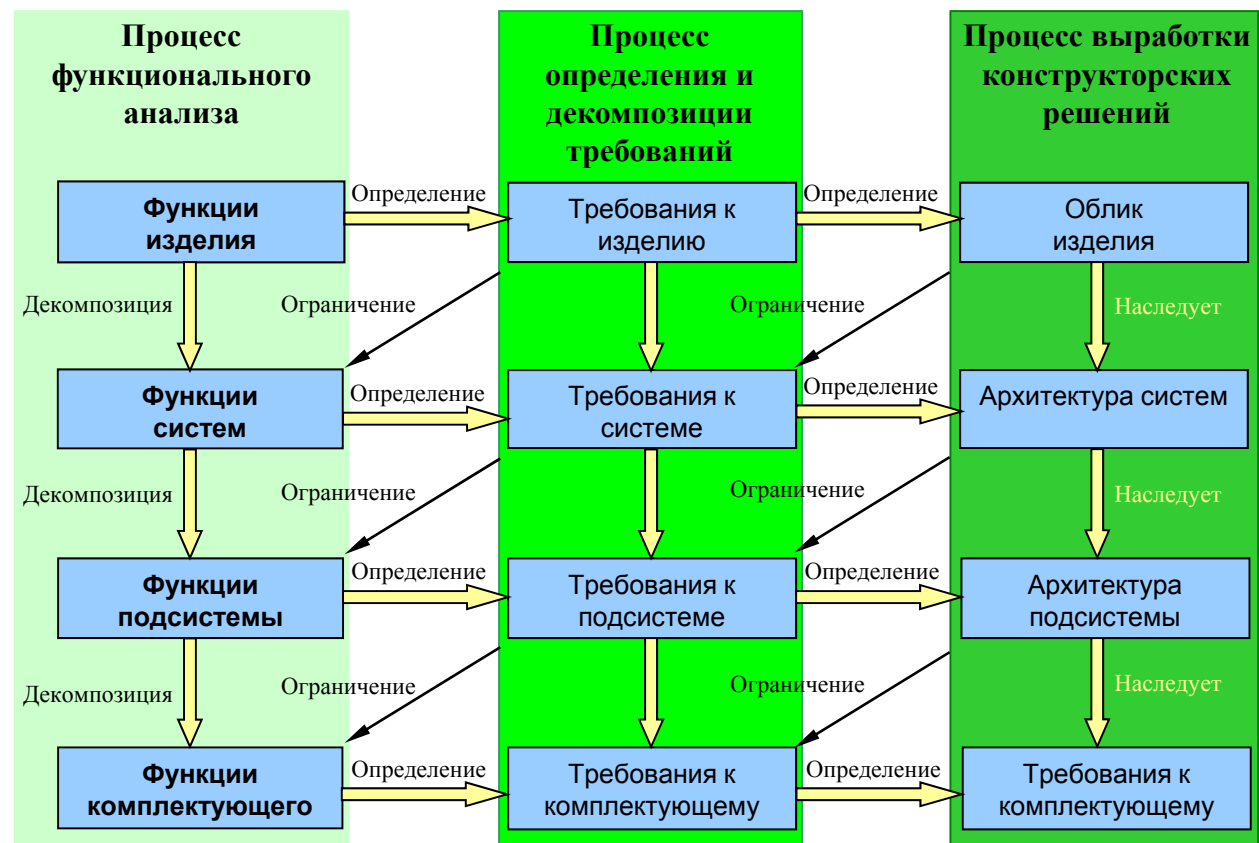 Процесс
функционального
анализа
Процесс
определения и
декомпозиции
требований
Процесс выработки
конструкторских
решений
Функции
изделия
Определение
Требования к
изделию
Определение
Облик
изделия
Декомпозиция
Ограничение
Ограничение
Наследует
Функции
систем
Определение
Требования к
системе
Определение
Архитектура систем
Декомпозиция
Ограничение
Ограничение
Наследует
Функции
подсистемы
Определение
Требования к
подсистеме
Определение
Архитектура
подсистемы
Декомпозиция
Ограничение
Ограничение
Наследует
Функции
комплектующего
Определение
Требования к
комплектующему
Определение
Требования к
комплектующему